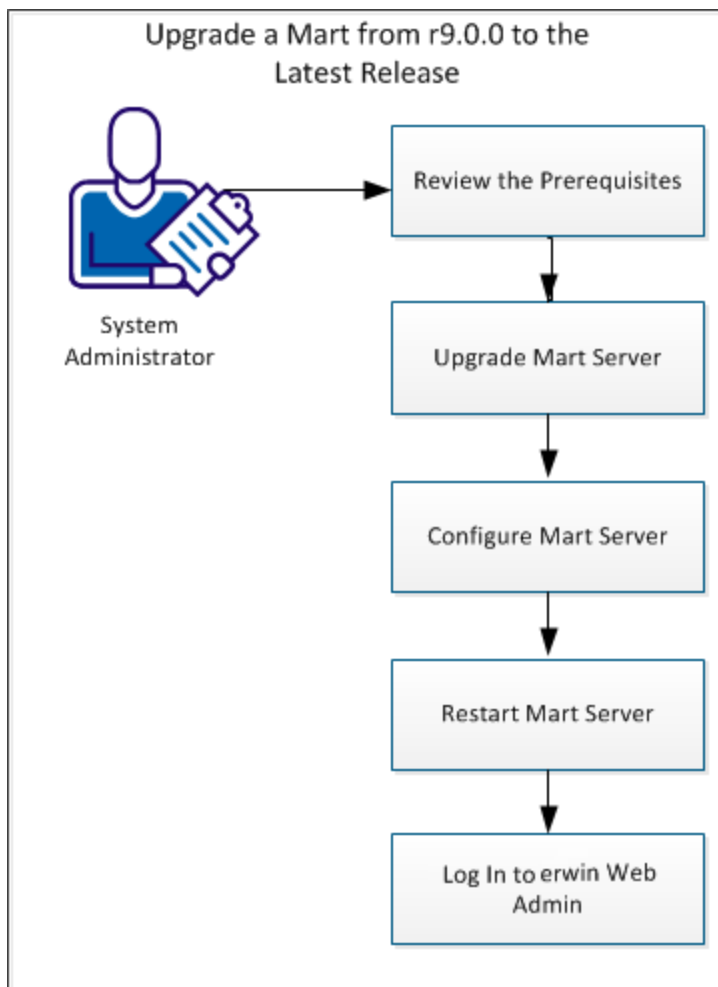 Upgrade a Mart from r9.0.0 to the
Latest Release
Review the Prerequisites
System
Administrator
Upgrade Mart Server
Configure Mart Server
Restart Mart Server
Log In to erwin Web
Admin